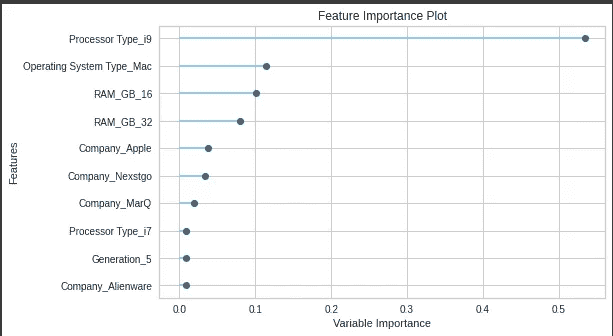 Feature Importance Plot
Features
Processor Type_i9
Operating System Type_Mac
RAM_GB_16
RAM_GB_32
Company_Apple
Company_Nexstgo
Company_MarQ
Processor Type_i7
Generation_5
Company_Alienware
0.0 0.1 0.2 0.3 0.4 0.5
Variable Importance